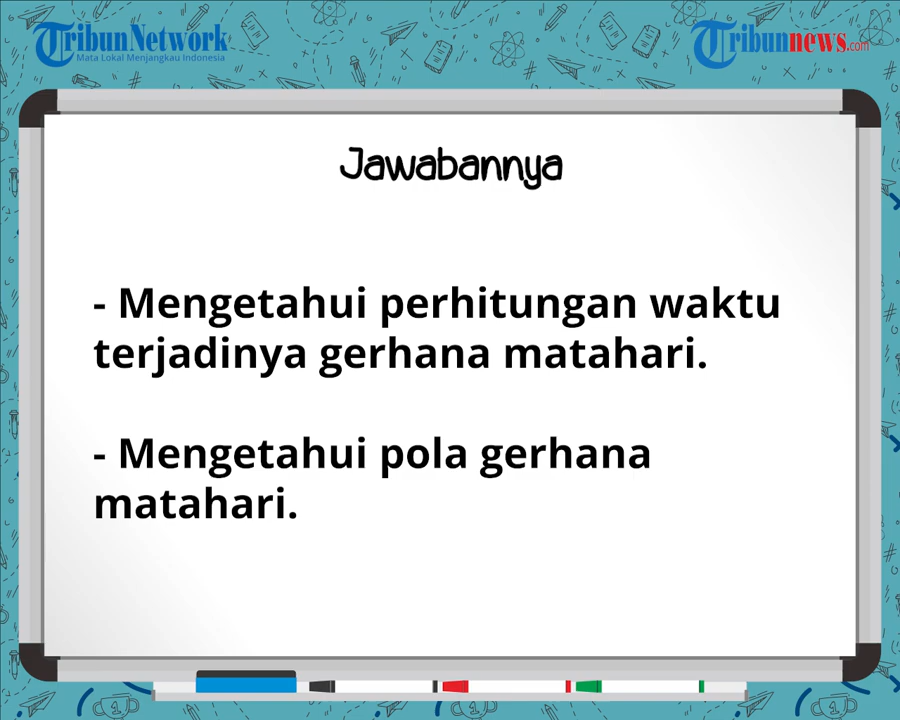 TribunNetwork
Mata Lokal Menjangkau Indonesia
Tribunnews.com
Jawabannya
- Mengetahui perhitungan waktu
terjadinya gerhana matahari.
- Mengetahui pola gerhana
matahari.